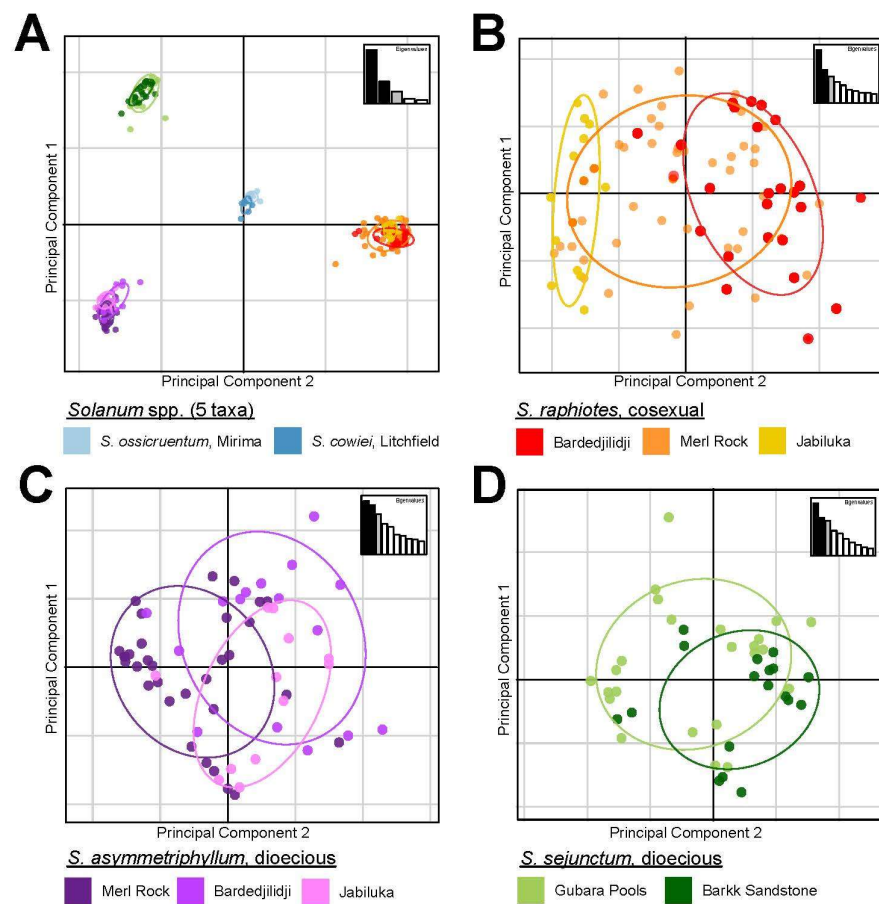 A
Eigenvalues
Principal Component 1
Principal Component 2
Solanum spp. (5 taxa)
S. ossicruentum, Mirima
S. cowiei, Litchfield
B
Eigenvalues
Principal Component 1
Principal Component 2
S. raphiotes, cosexual
Bardedjilidji
Merl Rock
Jabiluka
C
Eigenvalues
Principal Component 1
Principal Component 2
S. asymmetriphyllum, dioecious
Merl Rock
Bardedjilidji
Jabiluka
D
Eigenvalues
Principal Component 1
Principal Component 2
S. sejunctum, dioecious
Gubara Pools
Barkk Sandstone